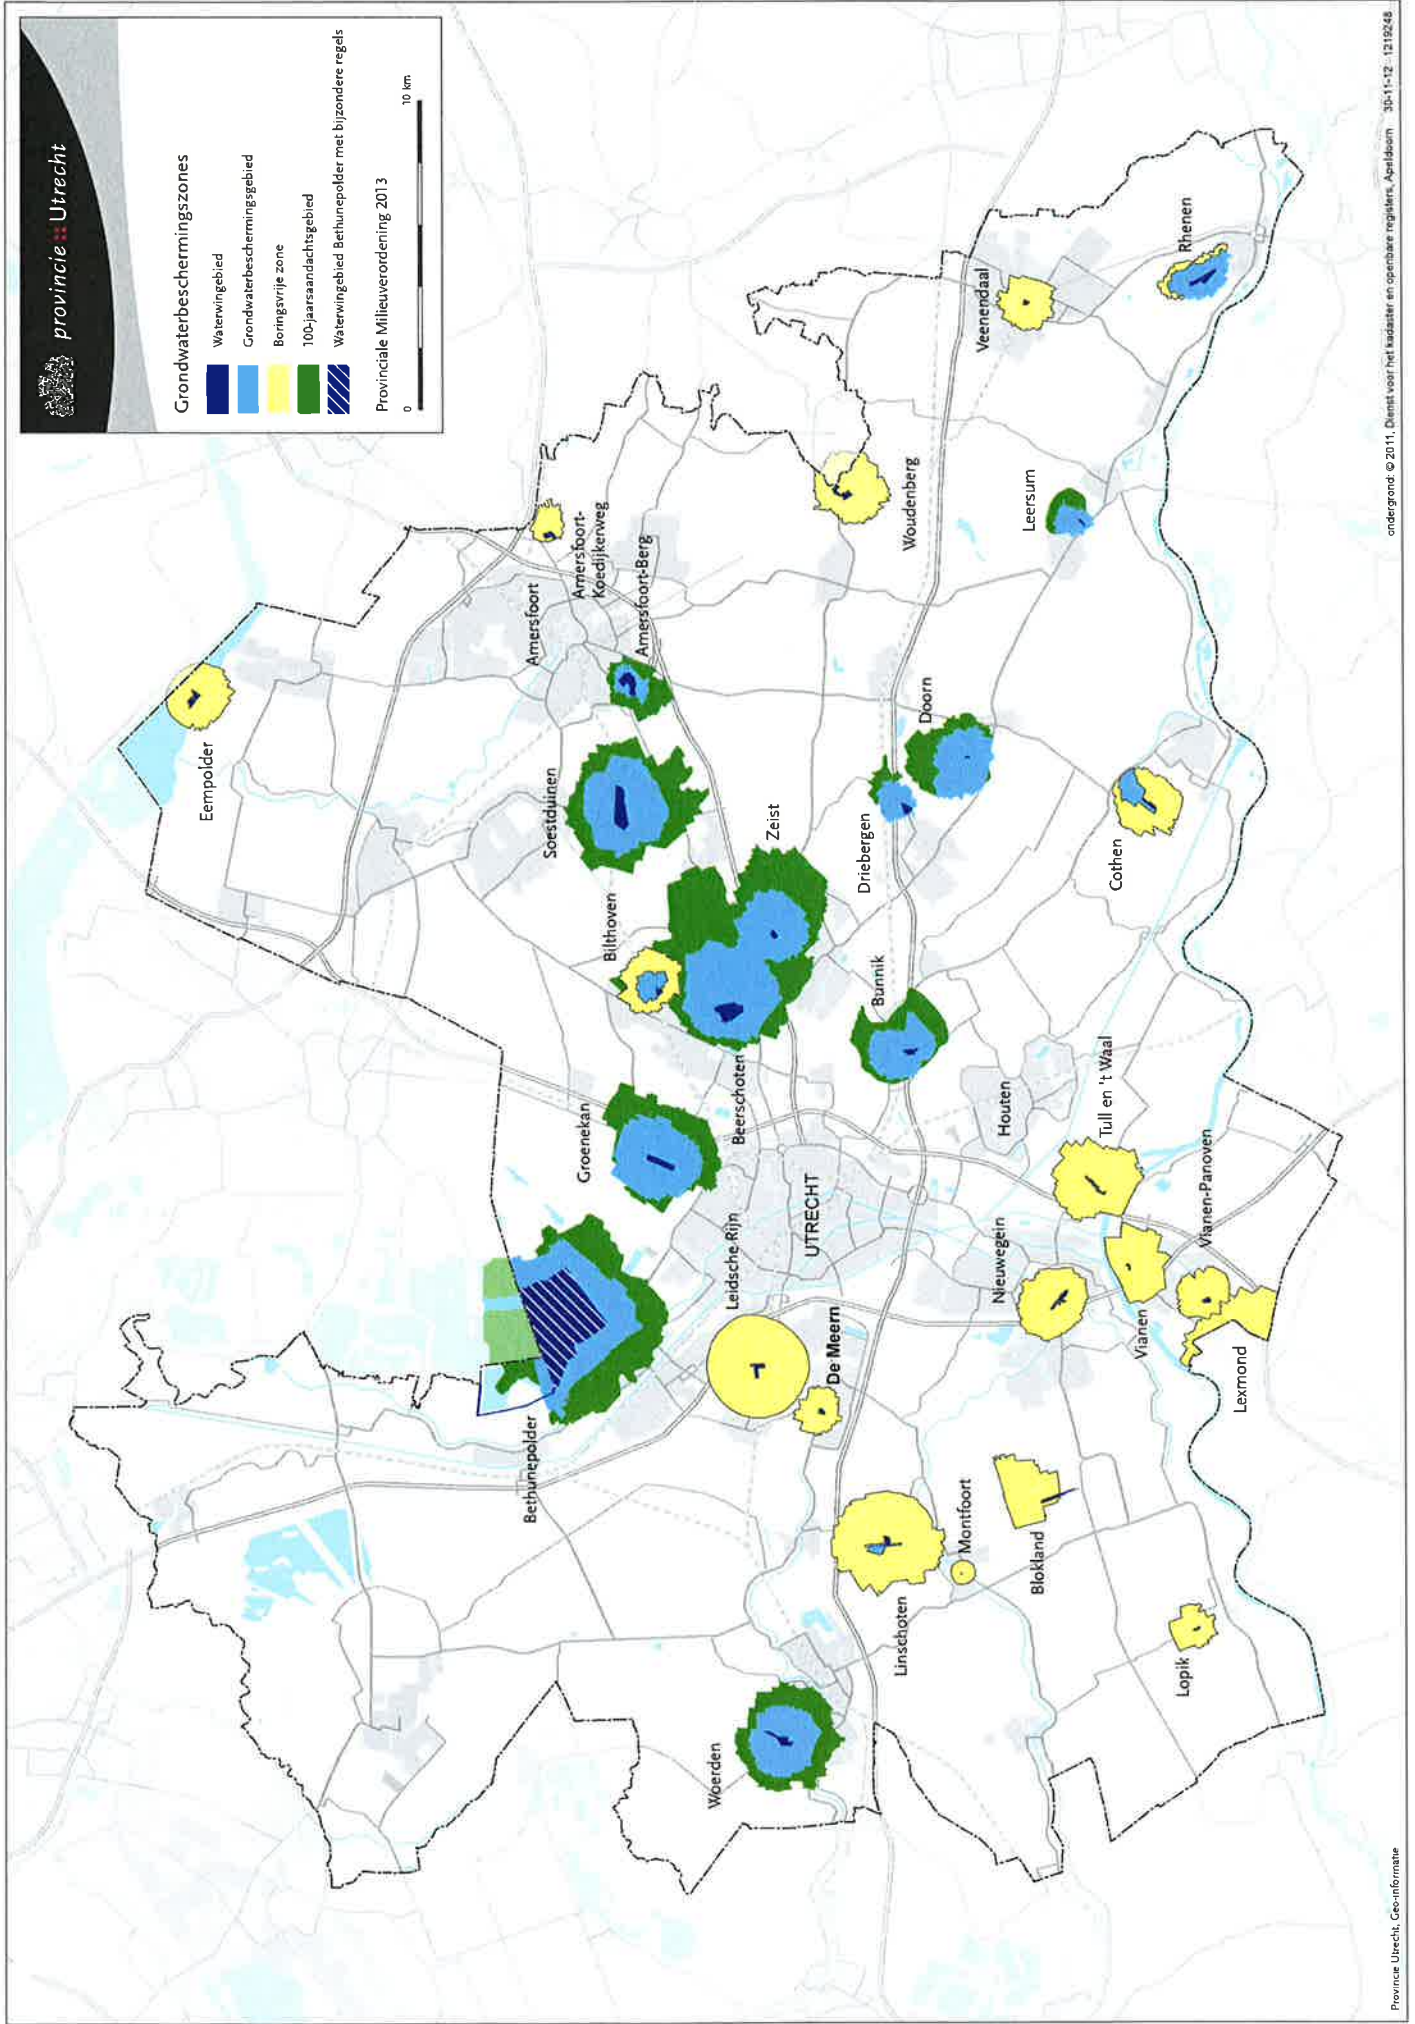 provincie :: Utrecht
Grondwaterbeschermingszones
Waterwingebied
Grondwaterbeschermingsgebied
Boringsvrije zone
100-jaarsaandachtsgebied
Waterwingebied Bethunepolder met bijzondere regels
Provinciale Milieuverordening 2013
0 10 km
Eempolder
Amersfoort
Amersfoort-
Koedijkerweg
Amersfoort-Berg
Soestduinen
Bilthoven
Zeist
Woudenberg
Veenendaal
Rhenen
Leersum
Doorn
Driebergen
Cothen
Bunnik
Beerschoten
Groenekan
Houten
Tull en 't Waal
UTRECHT
Leidsche Rijn
De Meern
Nieuwegein
Vianen-Panoven
Vianen
Lexmond
Bethunepolder
Montfoort
Blokland
Linschoten
Lopik
Woerden
Provincie Utrecht, Geo-informatie
ondergrond: © 2011, Dienst voor het kadaster en openbare registers, Apeldoorn 30-11-12 1219248